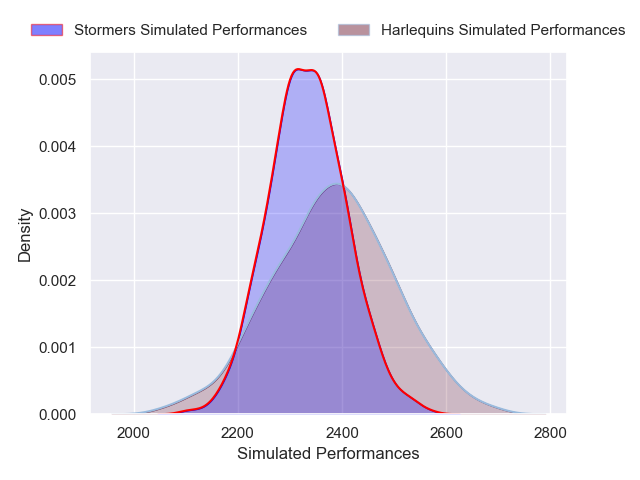 Stormers Simulated Performances
Harlequins Simulated Performances
0.005
0.004
0.003
0.002
0.001
0.000
Density
2000
2200
2400
2600
2800
Simulated Performances